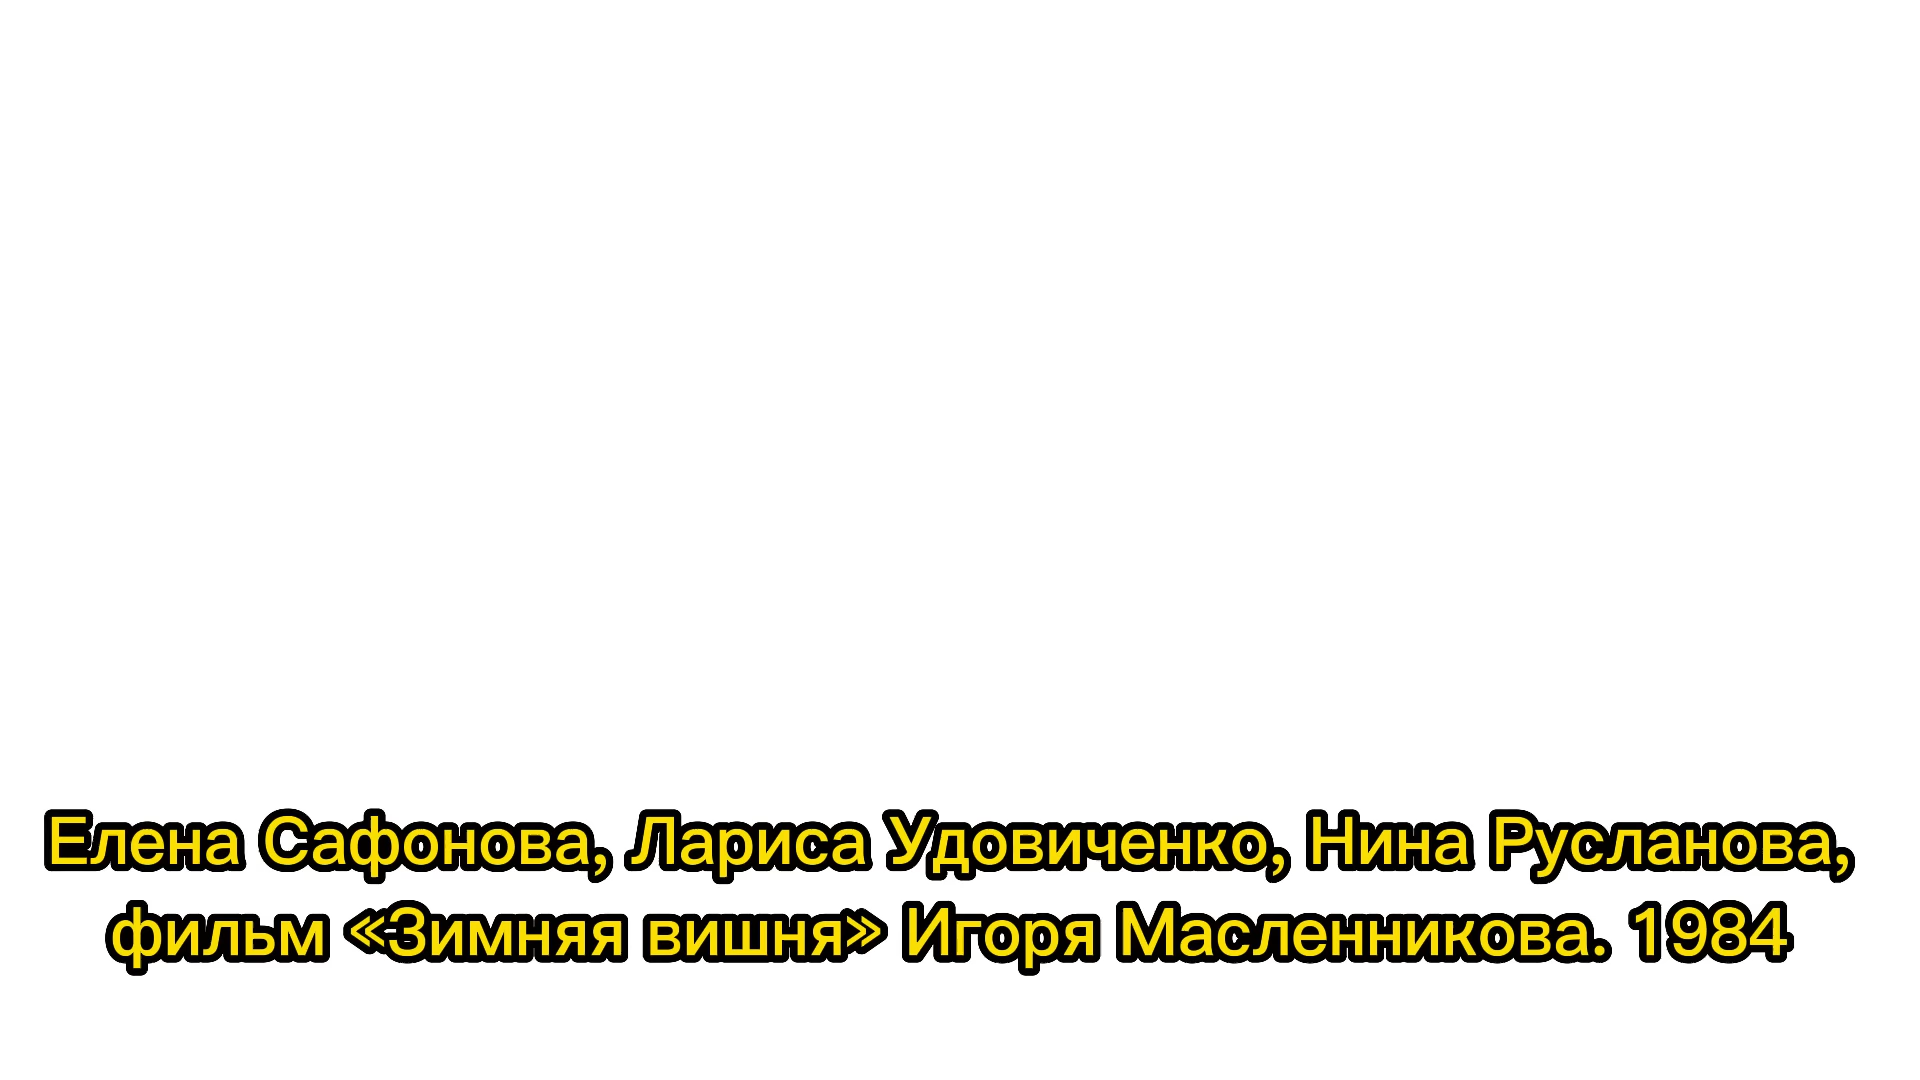 Елена Сафонова, Лариса Удовиченко, Нина Русланова,
фильм «Зимняя вишня» Игоря Масленникова. 1984